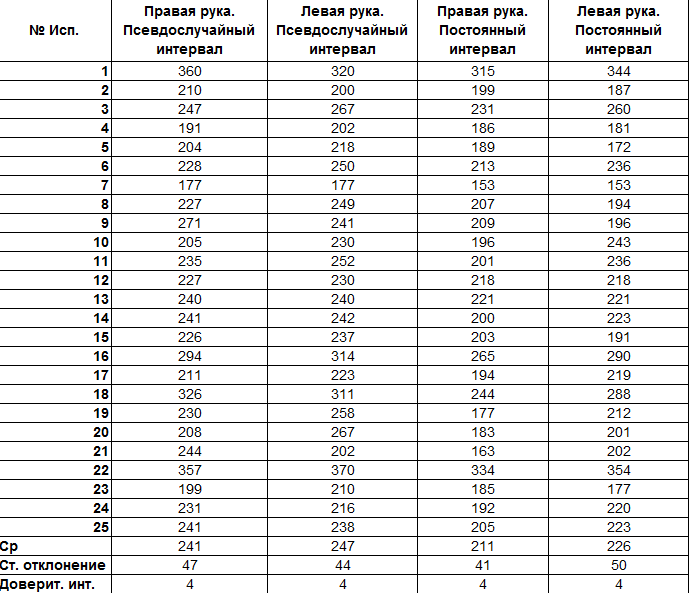 № Исп. Правая рука. Псевдослучайный интервал Левая рука. Псевдослучайный интервал Правая рука. Постоянный интервал Левая рука. Постоянный интервал
1 360 320 315 344
2 210 200 199 187
3 247 267 231 260
4 191 202 186 181
5 204 218 189 172
6 228 250 213 236
7 177 177 153 153
8 227 249 207 194
9 271 241 209 196
10 205 230 196 243
11 235 252 201 236
12 227 230 218 218
13 240 240 221 221
14 241 242 200 223
15 226 237 203 191
16 294 314 265 290
17 211 223 194 219
18 326 311 244 288
19 230 258 177 212
20 208 267 183 201
21 244 202 163 202
22 357 370 334 354
23 199 210 185 177
24 231 216 192 220
25 241 238 205 223
Ср 241 247 211 226
Ст. отклонение 47 44 41 50
Доверит. инт. 4 4 4 4